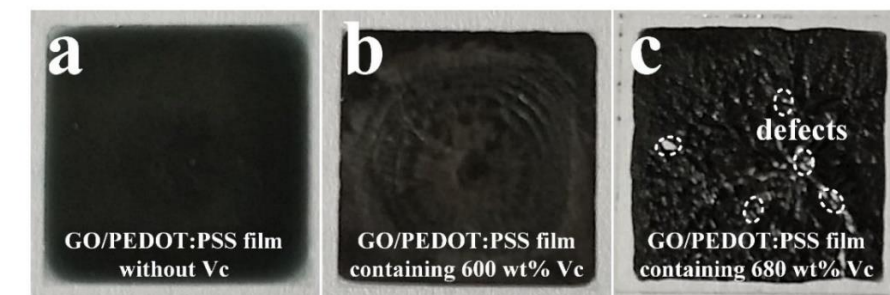 a
GO/PEDOT:PSS film
without Vc
b
GO/PEDOT:PSS film
containing 600 wt% Vc
c
defects
GO/PEDOT:PSS film
containing 680 wt% Vc